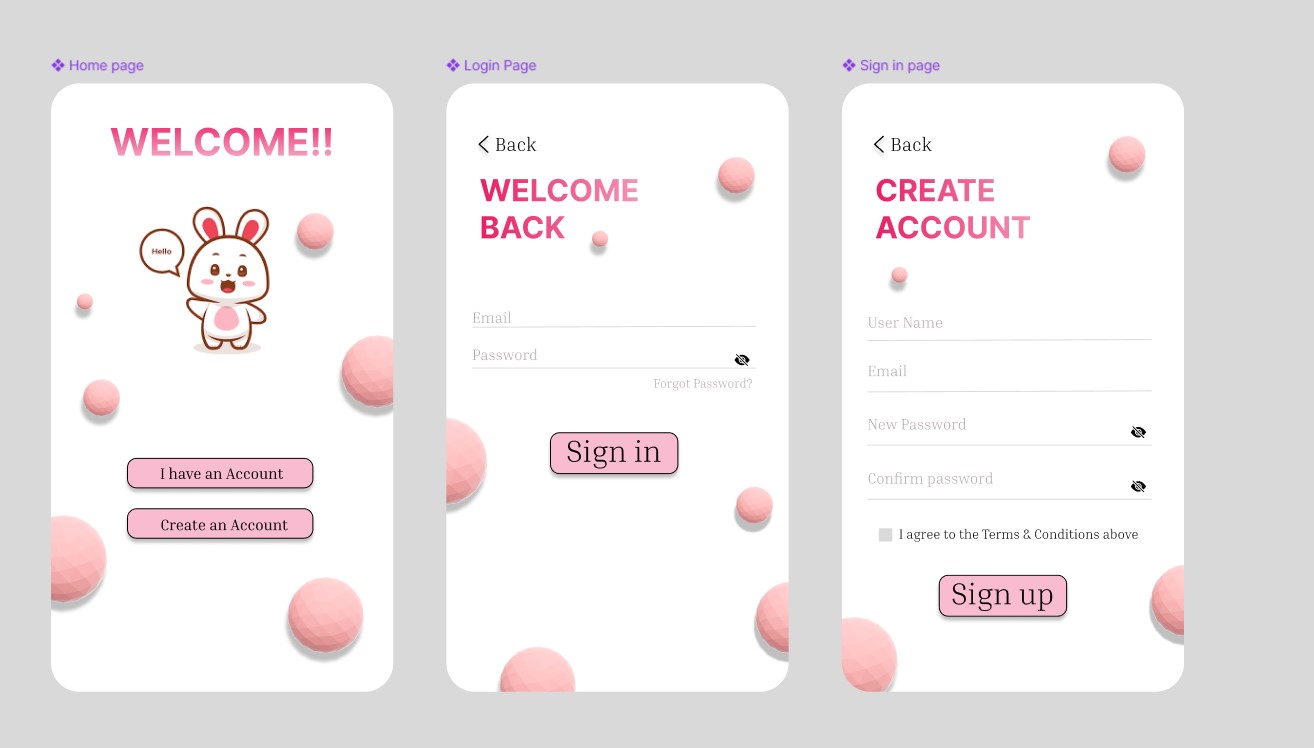 Home page
WELCOME!!
Hello
I have an Account
Create an Account
Login Page
Back
WELCOME
BACK
Email
Password
Forgot Password?
Sign in
Sign in page
Back
CREATE
ACCOUNT
User Name
Email
New Password
Confirm password
I agree to the Terms & Conditions above
Sign up